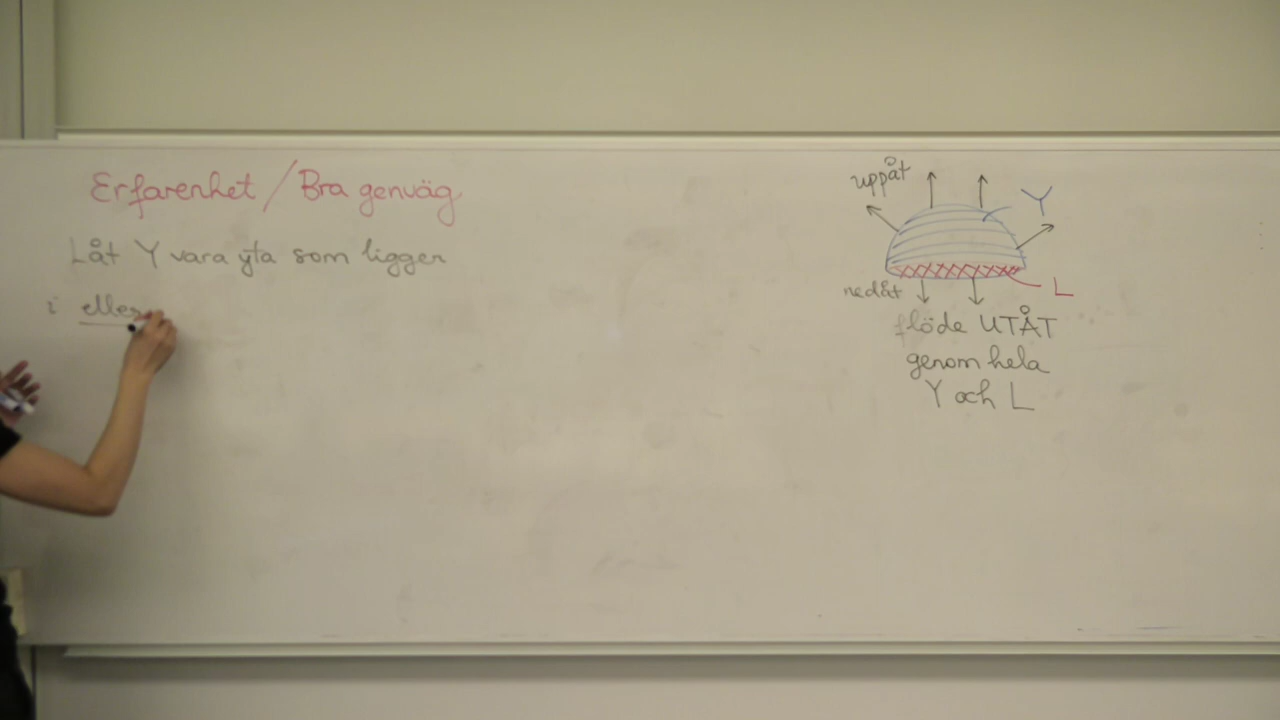 Erfarenhet / Bra genväg
Låt Y vara yta som ligger
i eller
uppåt
Y
nedåt
L
flöde UTÅT
genom hela
Y och L